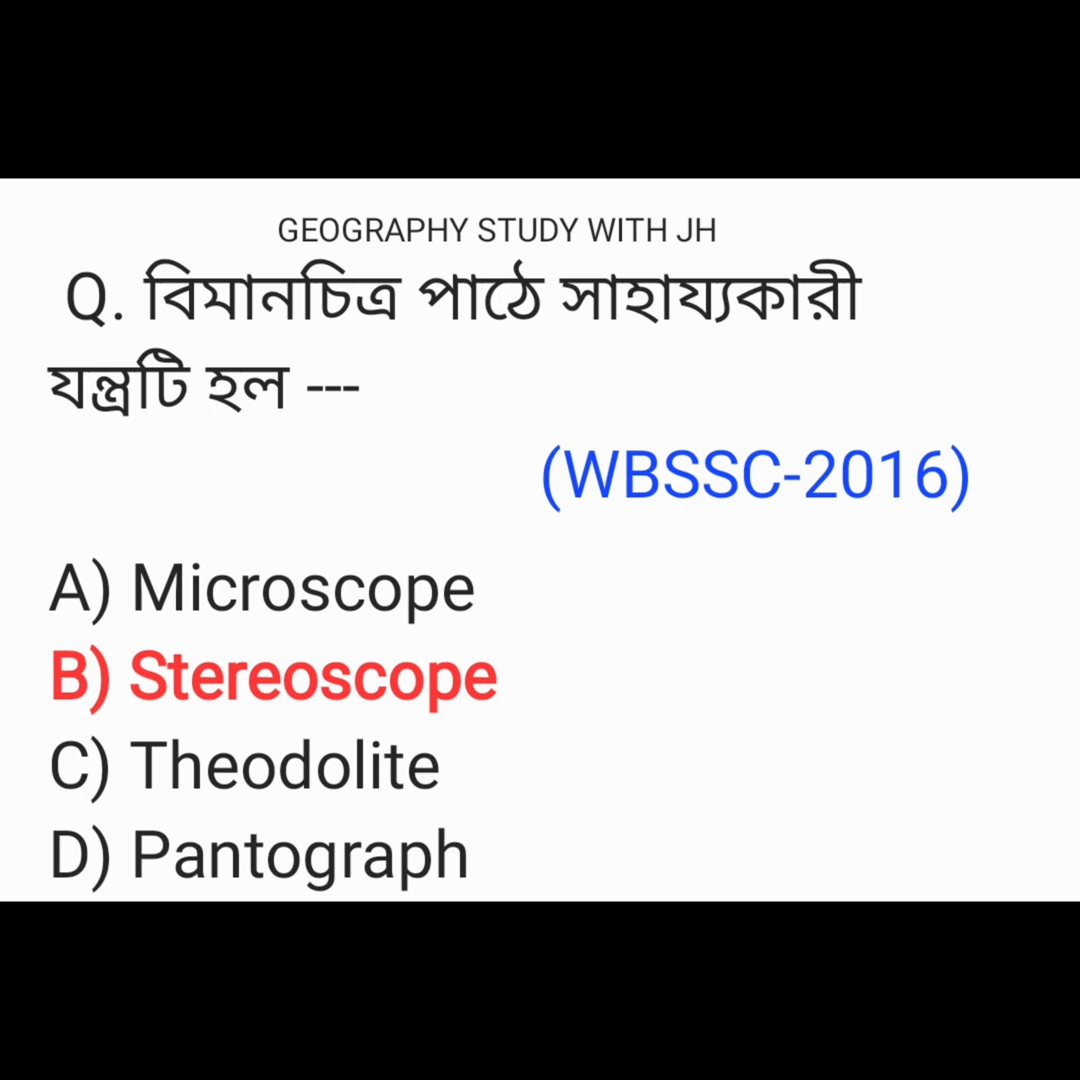 GEOGRAPHY STUDY WITH JH
Q. বিমানচিত্র পাঠে সাহায্যকারী
যন্ত্রটি হল ---
(WBSSC-2016)
A) Microscope
B) Stereoscope
C) Theodolite
D) Pantograph